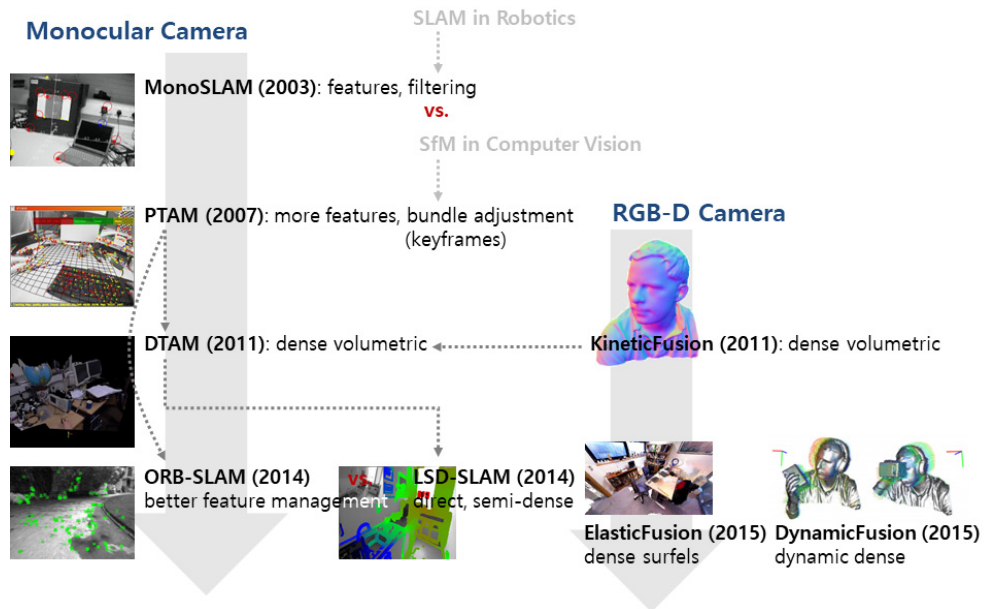 SLAM in Robotics
Monocular Camera
MonoSLAM (2003): features, filtering
vs.
SfM in Computer Vision
PTAM (2007): more features, bundle adjustment
(keyframes)
RGB-D Camera
DTAM (2011): dense volumetric
KineticFusion (2011): dense volumetric
ORB-SLAM (2014)
better feature management
vs.
LSD-SLAM (2014)
direct, semi-dense
ElasticFusion (2015)
dense surfels
DynamicFusion (2015)
dynamic dense